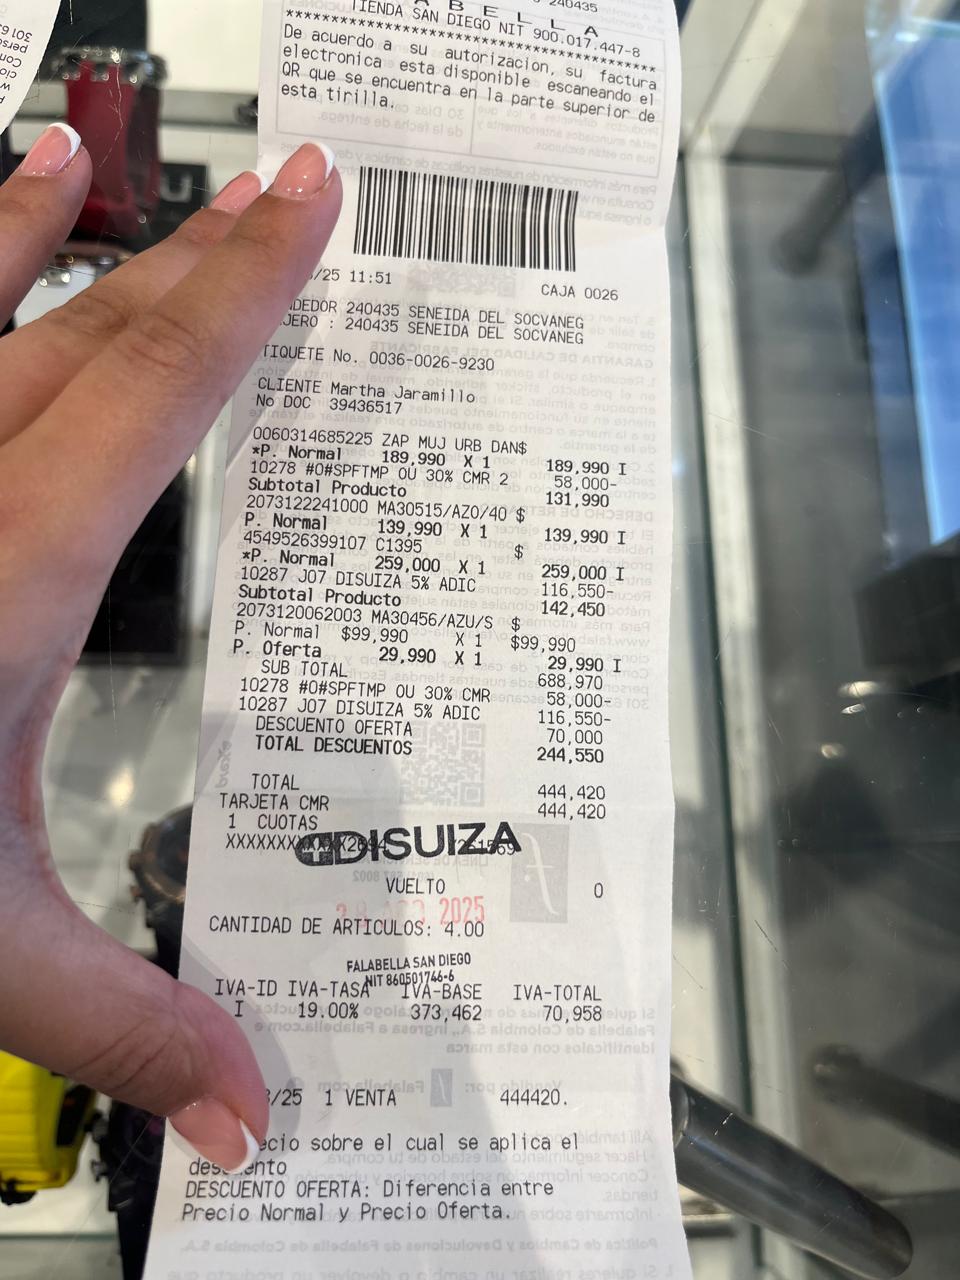 240435
A B E L L A
TIENDA SAN DIEGO NIT 900.017.447-8
****************************************
De acuerdo a su autorizacion, su factura
electronica esta disponible escaneando el
QR que se encuentra en la parte superior de
esta tirilla.
/25 11:51 CAJA 0026
NDEDOR 240435 SENEIDA DEL SOCVANEG
JERO : 240435 SENEIDA DEL SOCVANEG
TIQUETE No. 0036-0026-9230
CLIENTE Martha Jaramillo
No DOC 39436517
0060314685225 ZAP MUJ URB DAN$
*P. Normal 189,990 X 1 189,990 I
10278 #0#SPFTMP OU 30% CMR 2 58,000-
Subtotal Producto 131,990
2073122241000 MA30515/AZO/40 $
P. Normal 139,990 X 1 139,990 I
4549526399107 C1395 $
*P. Normal 259,000 X 1 259,000 I
10287 J07 DISUIZA 5% ADIC 116,550-
Subtotal Producto 142,450
2073120062003 MA30456/AZU/S $
P. Normal $99,990 X 1 $99,990
P. Oferta 29,990 X 1 29,990 I
SUB TOTAL 688,970
10278 #0#SPFTMP OU 30% CMR 58,000-
10287 J07 DISUIZA 5% ADIC 116,550-
DESCUENTO OFERTA 70,000
TOTAL DESCUENTOS 244,550
TOTAL 444,420
TARJETA CMR 444,420
1 CUOTAS
DISUIZA
VUELTO 0
2025
CANTIDAD DE ARTICULOS: 4.00
FALABELLA SAN DIEGO
NIT 860501746-6
IVA-ID IVA-TASA IVA-BASE IVA-TOTAL
I 19.00% 373,462 70,958
/25 1 VENTA 444420.
ecio sobre el cual se aplica el
DESCUENTO OFERTA: Diferencia entre
Precio Normal y Precio Oferta.